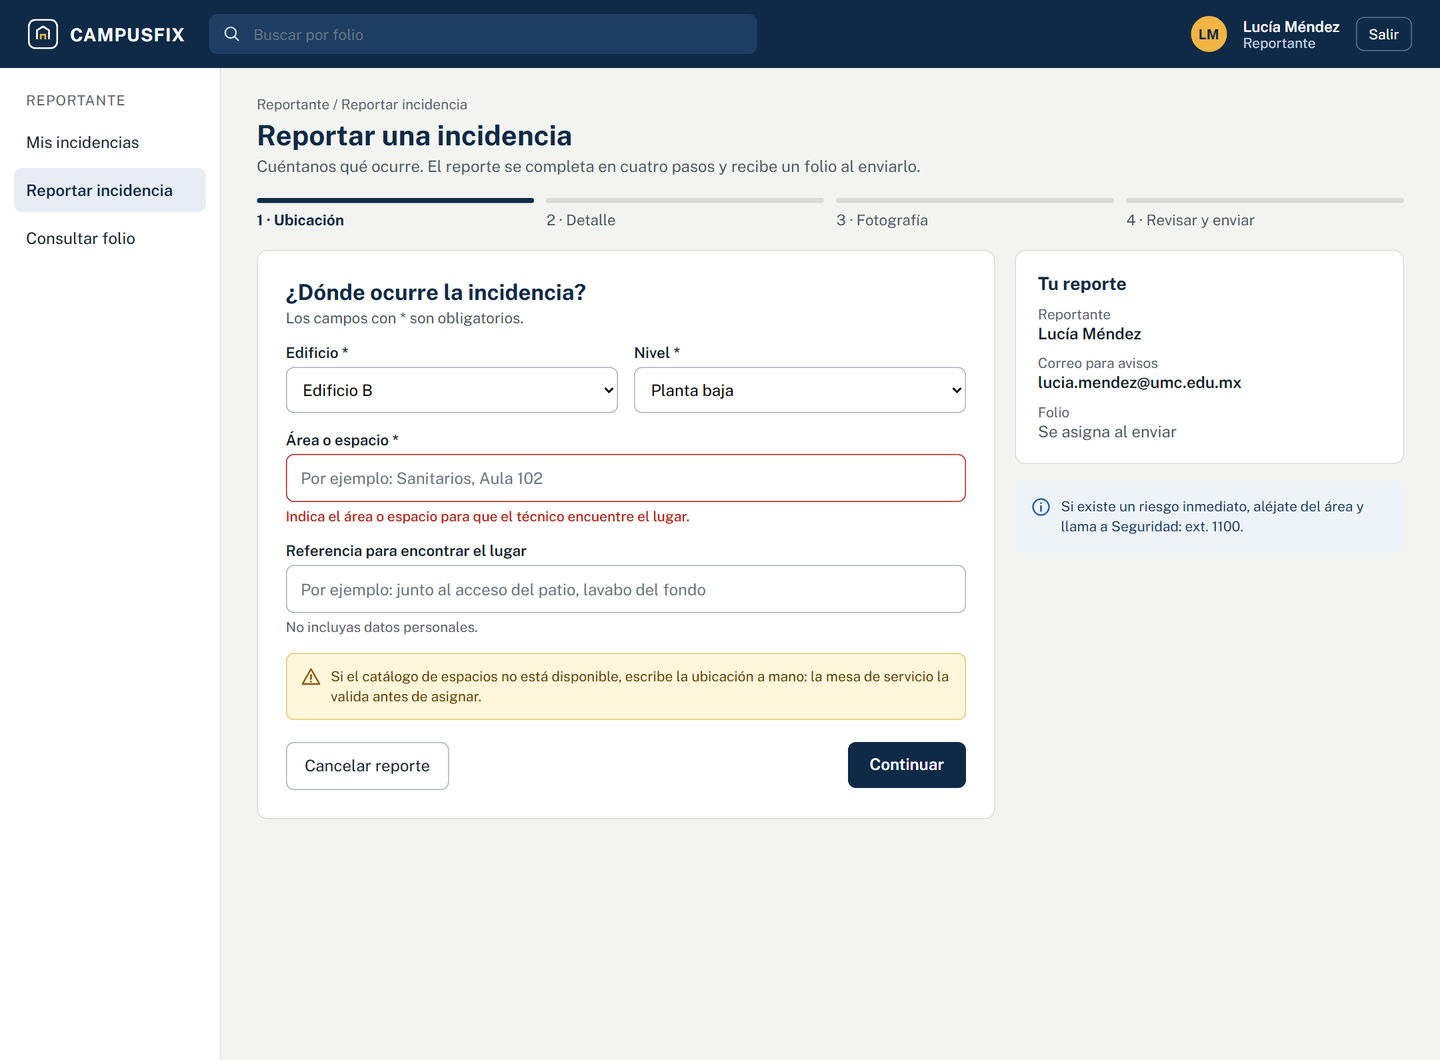 CAMPUSFIX
Buscar por folio
LM
Lucía Méndez
Reportante
Salir
REPORTANTE
Mis incidencias
Reportar incidencia
Consultar folio
Reportante / Reportar incidencia
Reportar una incidencia
Cuéntanos qué ocurre. El reporte se completa en cuatro pasos y recibe un folio al enviarlo.
1 · Ubicación
2 · Detalle
3 · Fotografía
4 · Revisar y enviar
¿Dónde ocurre la incidencia?
Los campos con * son obligatorios.
Edificio *
Nivel *
Edificio B
Planta baja
Área o espacio *
Por ejemplo: Sanitarios, Aula 102
Indica el área o espacio para que el técnico encuentre el lugar.
Referencia para encontrar el lugar
Por ejemplo: junto al acceso del patio, lavabo del fondo
No incluyas datos personales.
Si el catálogo de espacios no está disponible, escribe la ubicación a mano: la mesa de servicio la
valida antes de asignar.
Cancelar reporte
Continuar
Tu reporte
Reportante
Lucía Méndez
Correo para avisos
lucia.mendez@umc.edu.mx
Folio
Se asigna al enviar
Si existe un riesgo inmediato, aléjate del área y
llama a Seguridad: ext. 1100.